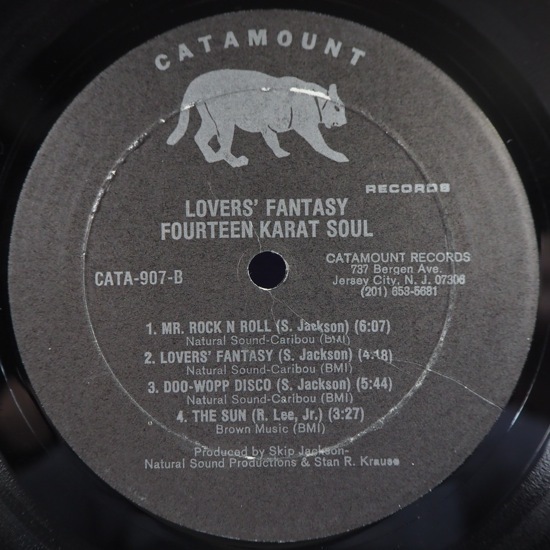 CATAMOUNT
RECORDS
LOVERS' FANTASY
FOURTEEN KARAT SOUL
CATA-907-B
CATAMOUNT RECORDS
737 Bergen Ave.
Jersey City, N. J. 07306
(201) 653-5681
1. MR. ROCK N ROLL (S. Jackson) (6:07)
Natural Sound-Caribou (BMI)
2. LOVERS' FANTASY (S. Jackson) (4:18)
Natural Sound-Caribou (BMI)
3. DOO-WOPP DISCO (S. Jackson) (5:44)
Natural Sound-Caribou (BMI)
4. THE SUN (R. Lee, Jr.) (3:27)
Brown Music (BMI)
Produced by Skip Jackson-
Natural Sound Productions & Stan R. Krause